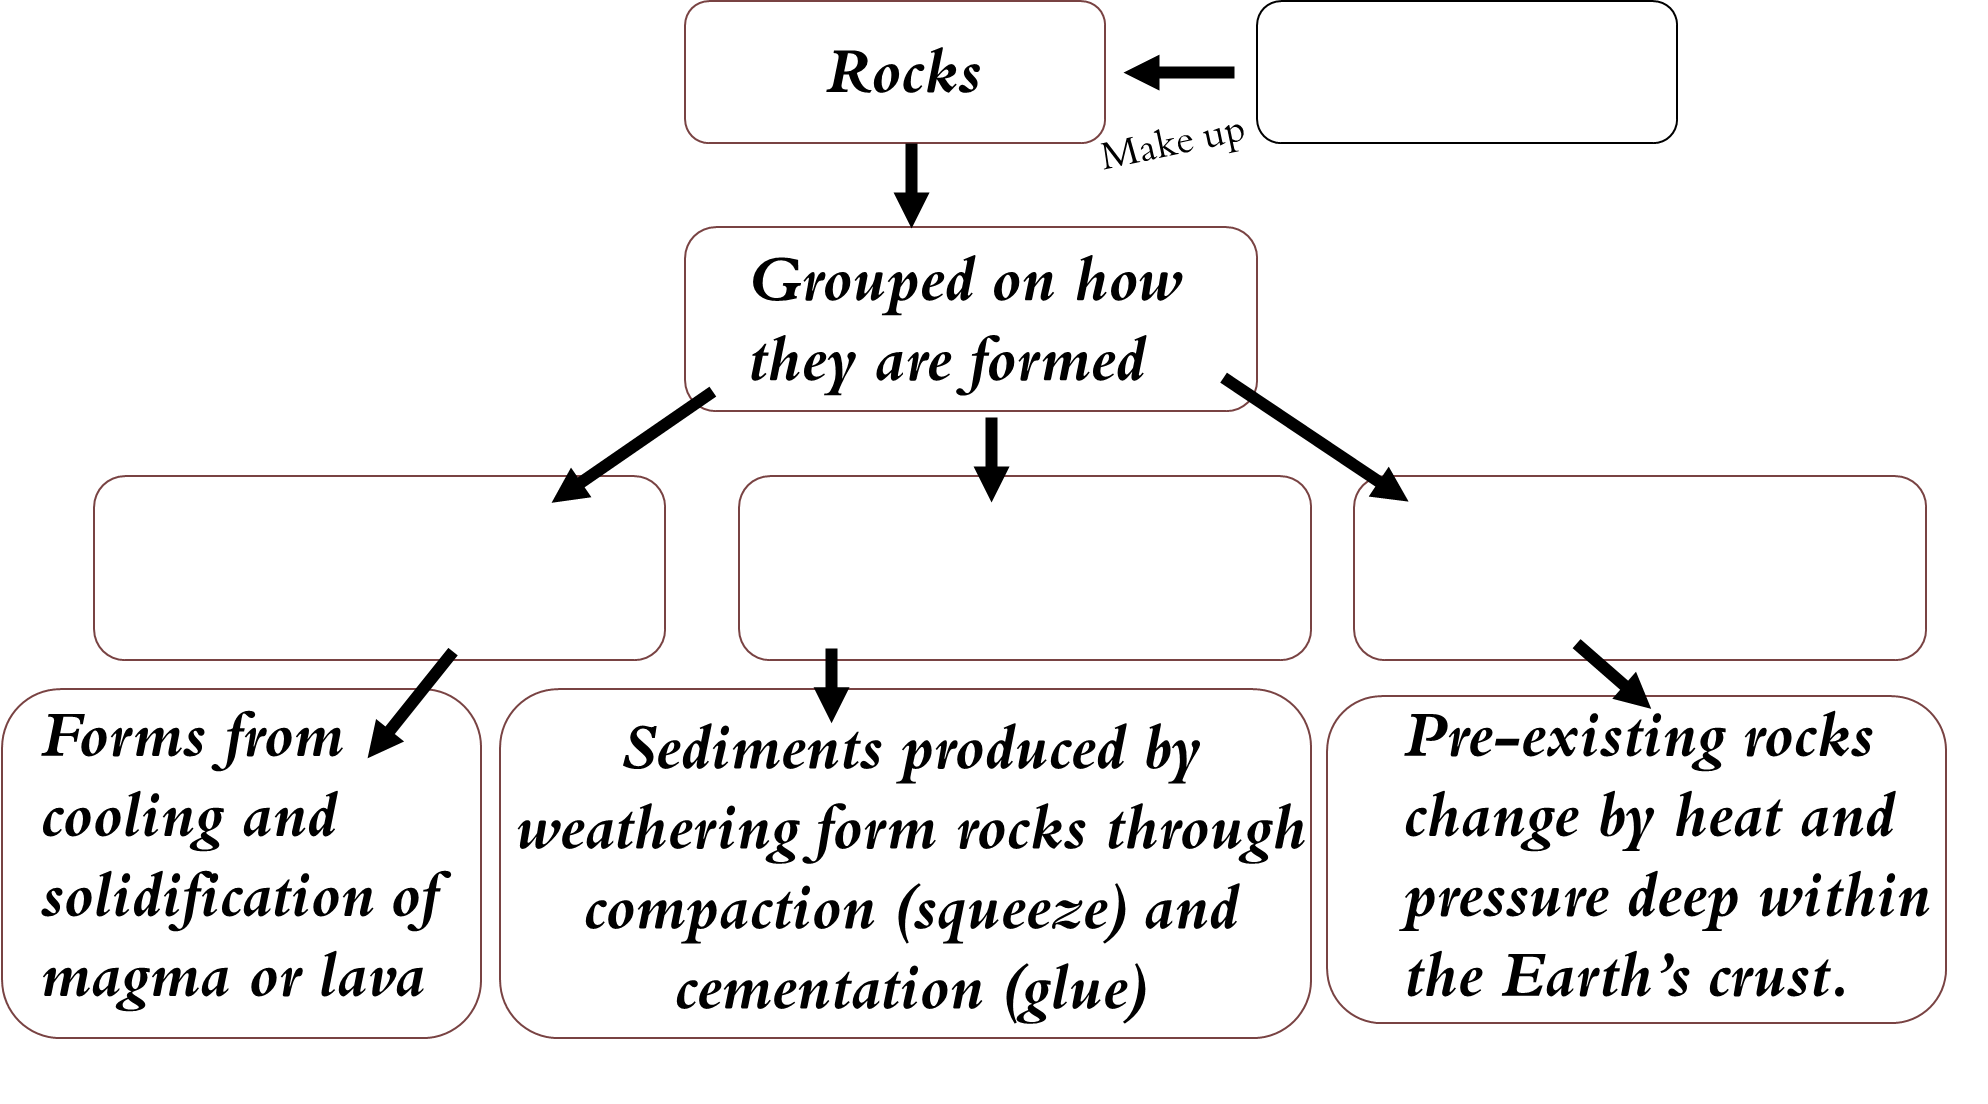 Rocks
Make up
Grouped on how
they are formed
Forms from
cooling and
solidification of
magma or lava
Sediments produced by
weathering form rocks through
compaction (squeeze) and
cementation (glue)
Pre-existing rocks
change by heat and
pressure deep within
the Earth’s crust.